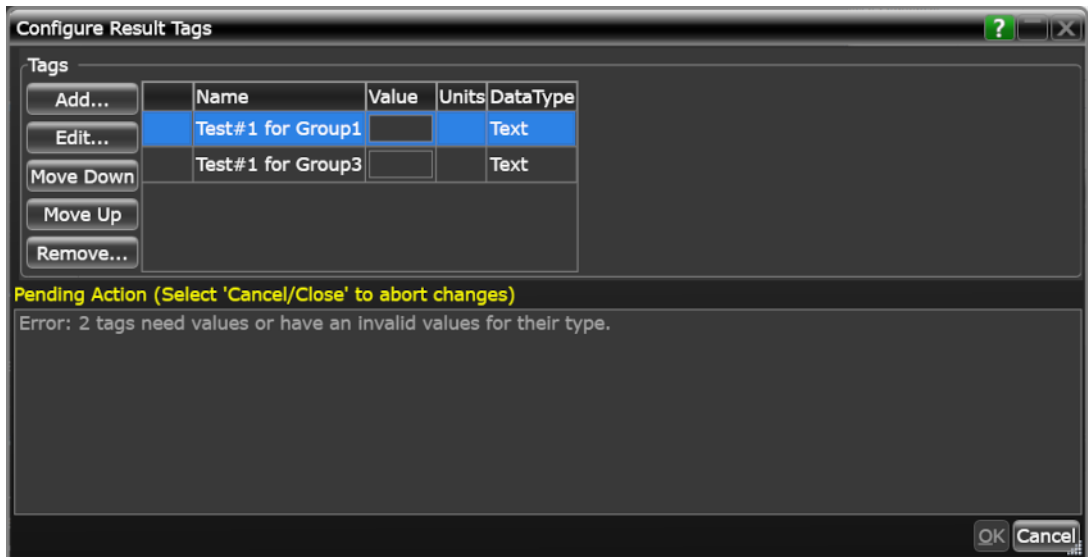 Configure Result Tags ?
Tags
Add...
Edit...
Move Down
Move Up
Remove...
Name Value Units DataType
Test#1 for Group1 Text
Test#1 for Group3 Text
Pending Action (Select 'Cancel/Close' to abort changes)
Error: 2 tags need values or have an invalid values for their type.
OK Cancel